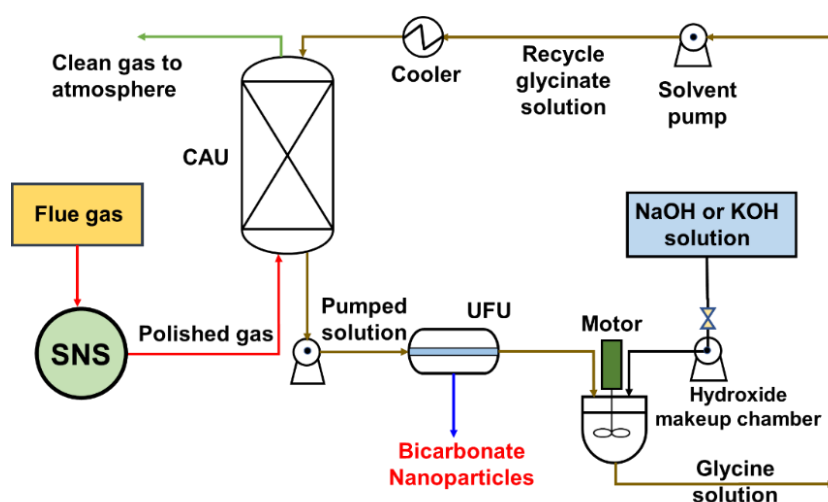 Clean gas to
atmosphere
Cooler
Recycle
glycinate
solution
Solvent
pump
CAU
Flue gas
NaOH or KOH
solution
SNS
Polished gas
Pumped
solution
UFU
Motor
Hydroxide
makeup chamber
Bicarbonate
Nanoparticles
Glycine
solution